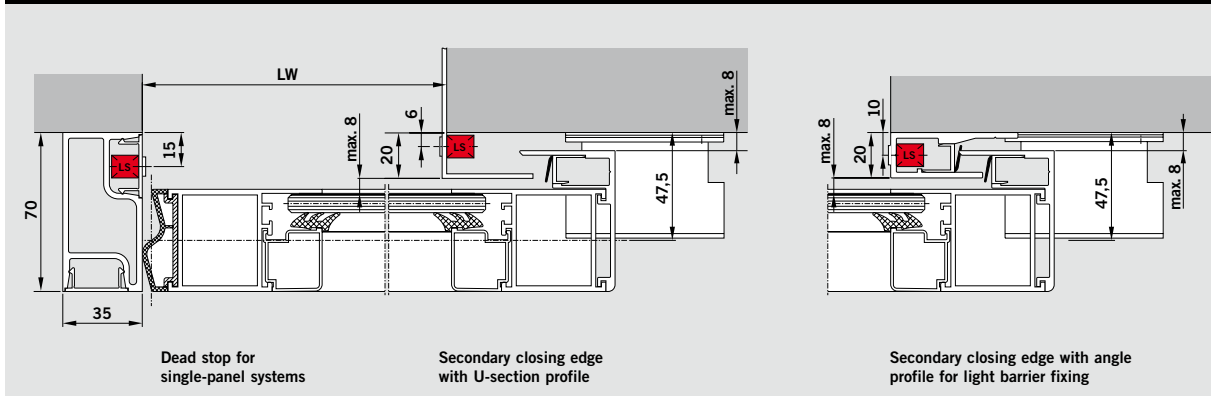 LW
max. 8
6
20
LS
max. 8
47,5
15
LS
70
35
max. 8
10
20
LS
max. 8
47,5
Dead stop for
single-panel systems
Secondary closing edge
with U-section profile
Secondary closing edge with angle
profile for light barrier fixing